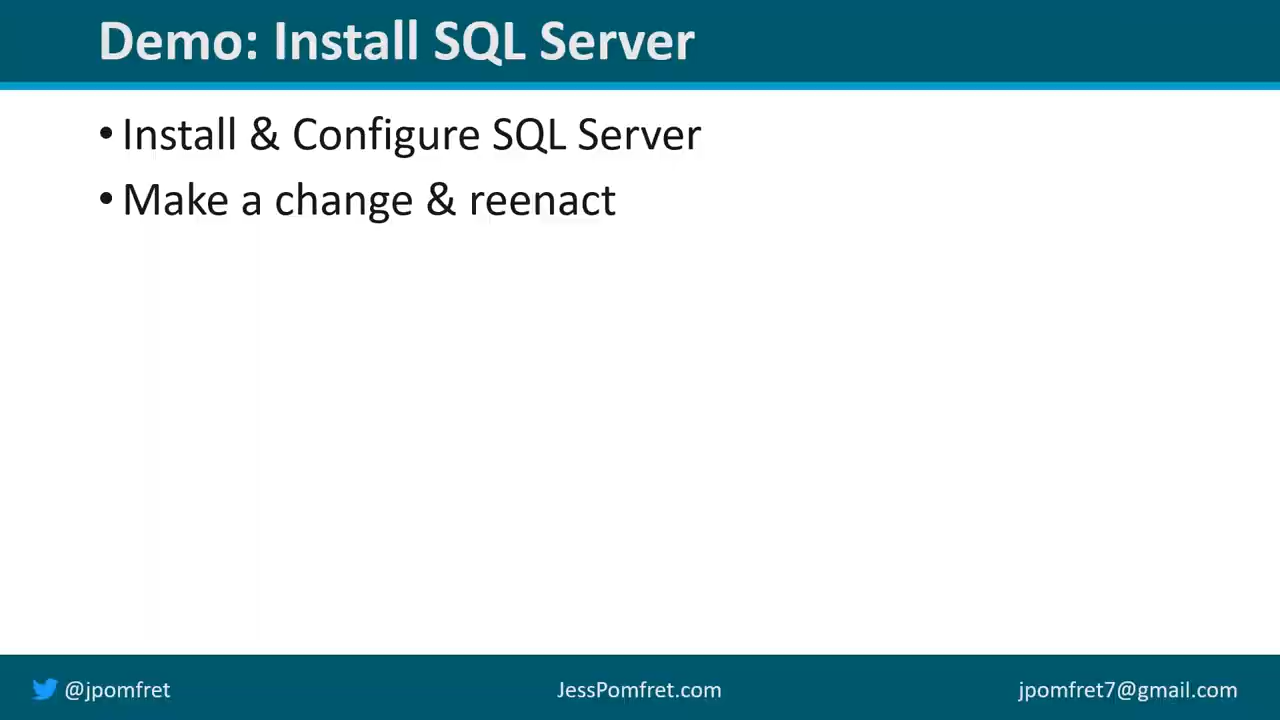 Demo: Install SQL Server
• Install & Configure SQL Server
• Make a change & reenact
@jpomfret
JessPomfret.com
jpomfret7@gmail.com